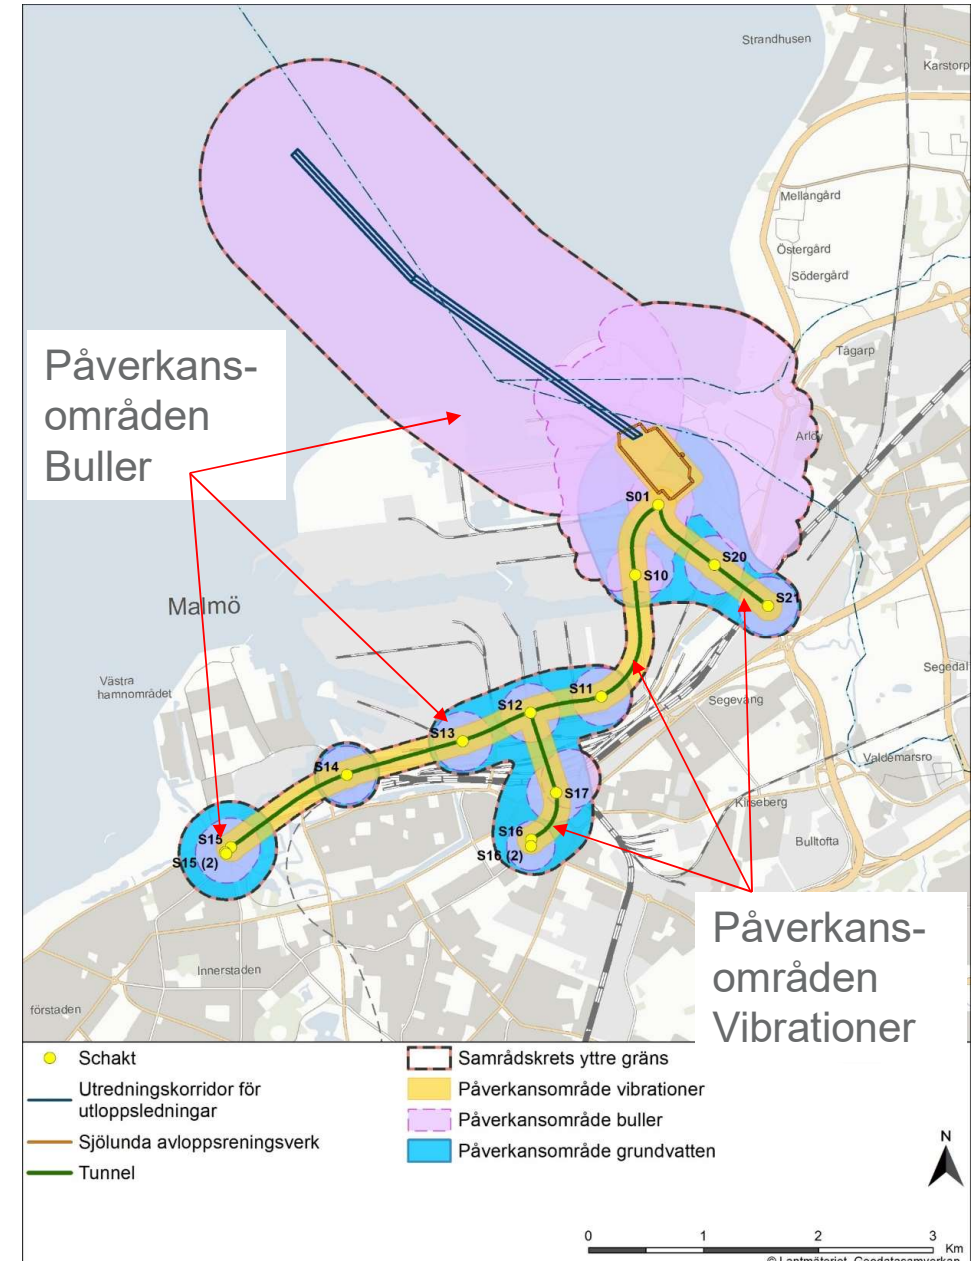 Strandhusen
Karstorp
Mellangård
Östergård
Södergård
Tågarp
Påverkans-
områden
Buller
Arlöv
S01
S20
S10
S21
Malmö
Västra
hamnområdet
Segevång
S11
S12
S13
S14
Valdemarsro
Kirseberg
S17
Bulltofta
S15
S15 (2)
S16
S16 (2)
Påverkans-
områden
Vibrationer
Innerstaden
förstaden
Schakt
Utredningskorridor för
utloppsledningar
Sjölunda avloppsreningsverk
Tunnel
Samrådskrets yttre gräns
Påverkansområde vibrationer
Påverkansområde buller
Påverkansområde grundvatten
N
0 1 2 3
Km
© Lantmäteriet, Geodatasamverkan